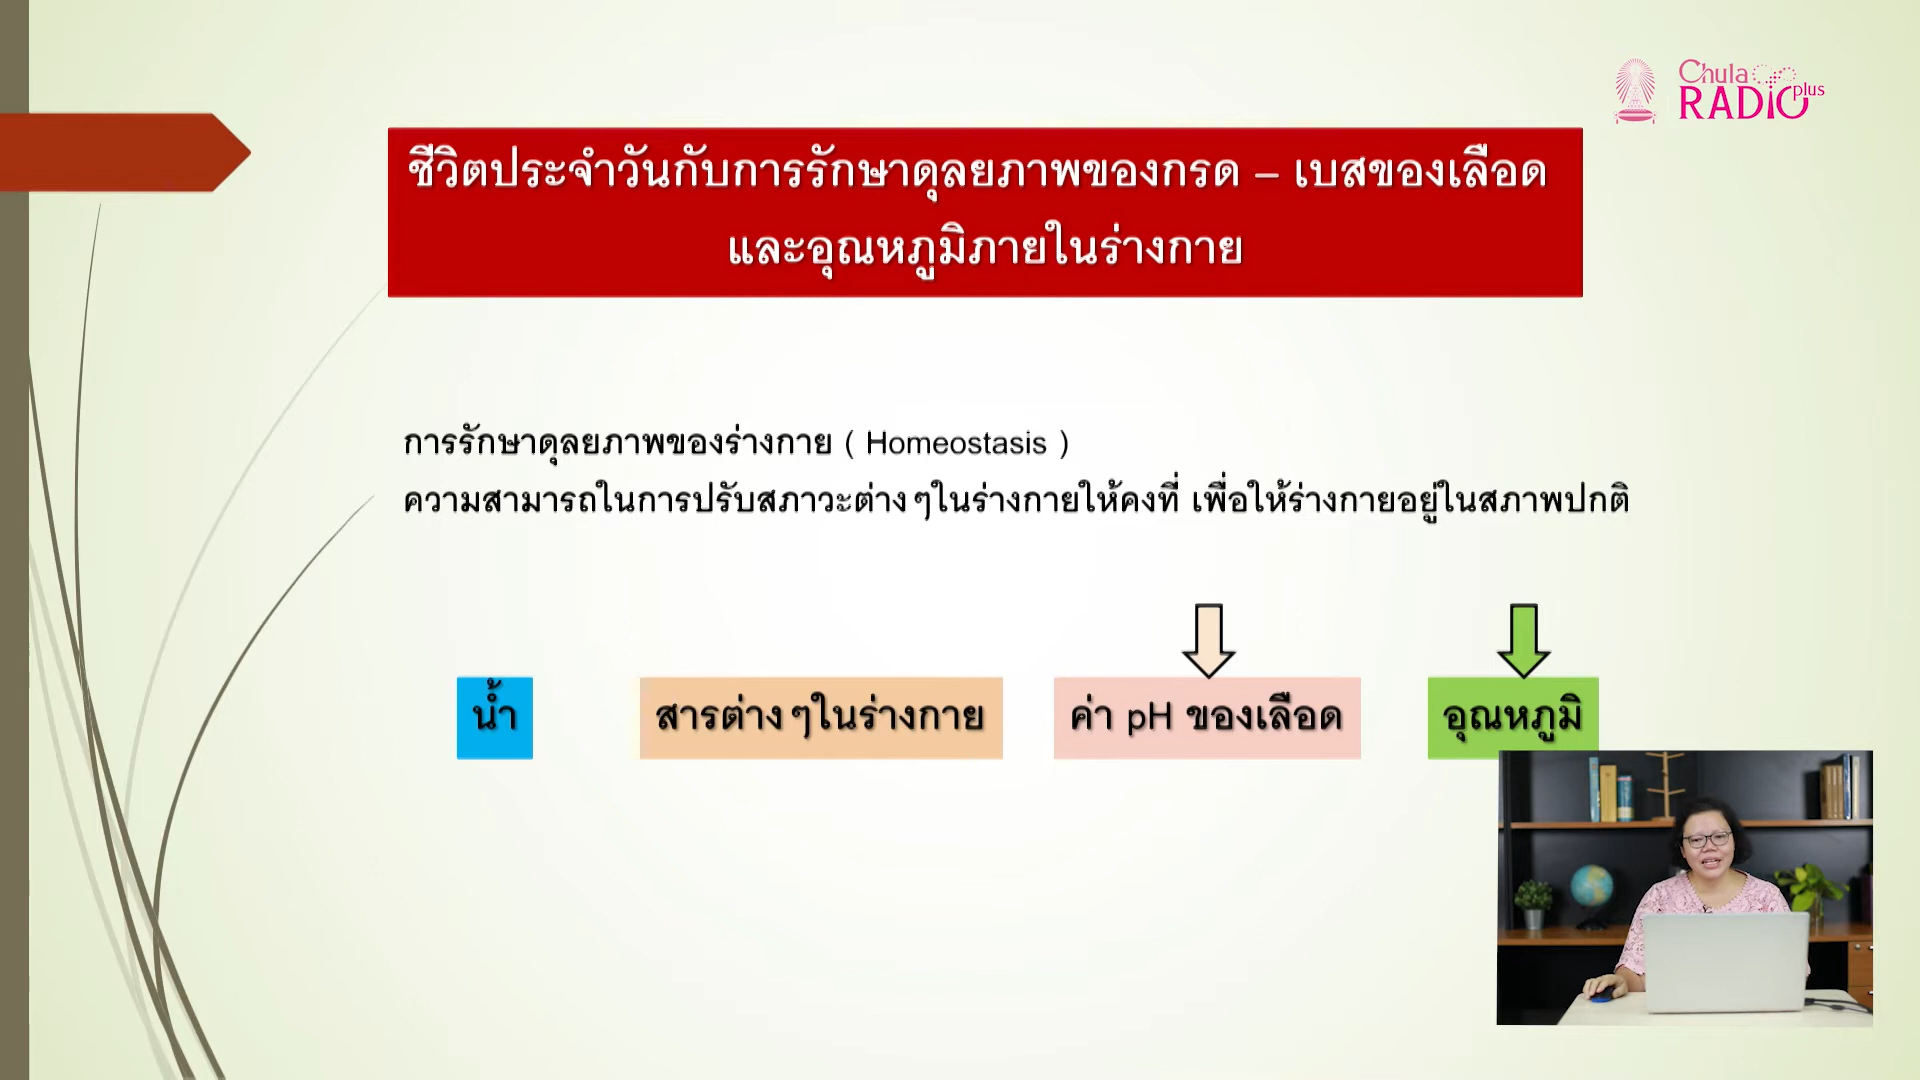 Chula
RADIO plus
ชีวิตประจำวันกับการรักษาดุลยภาพของกรด – เบสของเลือด
และอุณหภูมิภายในร่างกาย
การรักษาดุลยภาพของร่างกาย ( Homeostasis )
ความสามารถในการปรับสภาวะต่างๆในร่างกายให้คงที่ เพื่อให้ร่างกายอยู่ในสภาพปกติ
น้ำ
สารต่างๆในร่างกาย
ค่า pH ของเลือด
อุณหภูมิ